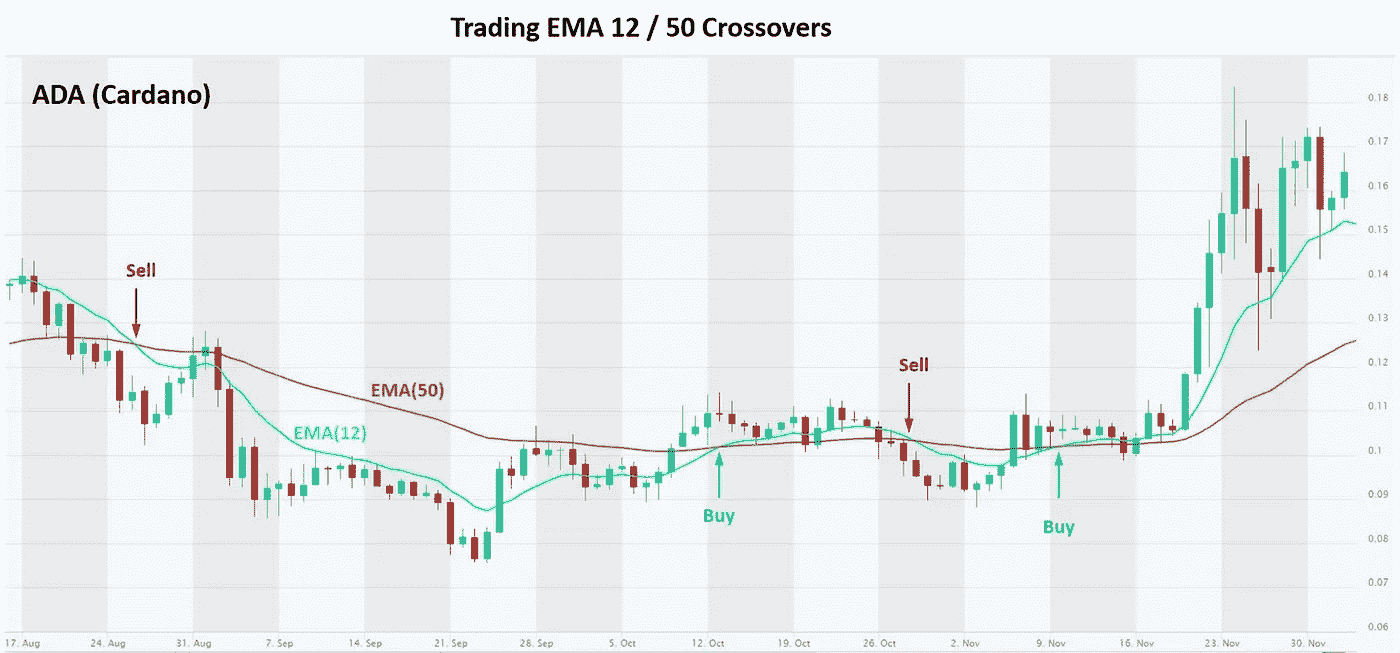 Trading EMA 12 / 50 Crossovers
ADA (Cardano)
0.18
0.17
0.16
0.15
0.14
0.13
0.12
0.11
0.1
0.09
0.08
0.07
0.06
Sell
EMA(50)
EMA(12)
Sell
Buy
Buy
17. Aug 24. Aug 31. Aug 7. Sep 14. Sep 21. Sep 28. Sep 5. Oct 12. Oct 19. Oct 26. Oct 2. Nov 9. Nov 16. Nov 23. Nov 30. Nov